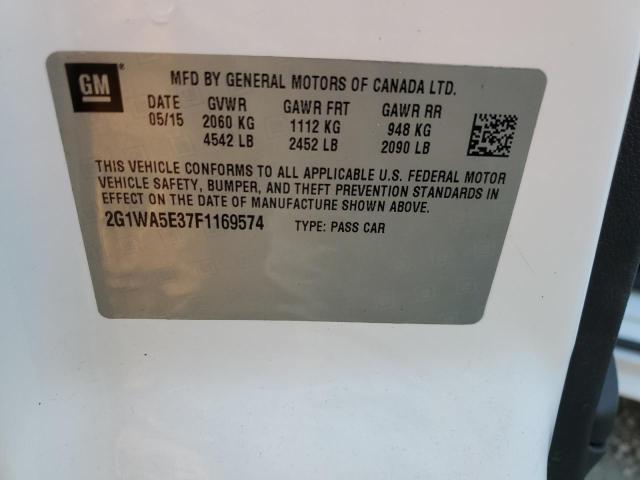 GM ®
MFD BY GENERAL MOTORS OF CANADA LTD.
DATE GVWR GAWR FRT GAWR RR
05/15 2060 KG 1112 KG 948 KG
4542 LB 2452 LB 2090 LB
THIS VEHICLE CONFORMS TO ALL APPLICABLE U.S. FEDERAL MOTOR
VEHICLE SAFETY, BUMPER, AND THEFT PREVENTION STANDARDS IN
EFFECT ON THE DATE OF MANUFACTURE SHOWN ABOVE.
2G1WA5E37F1169574 TYPE: PASS CAR